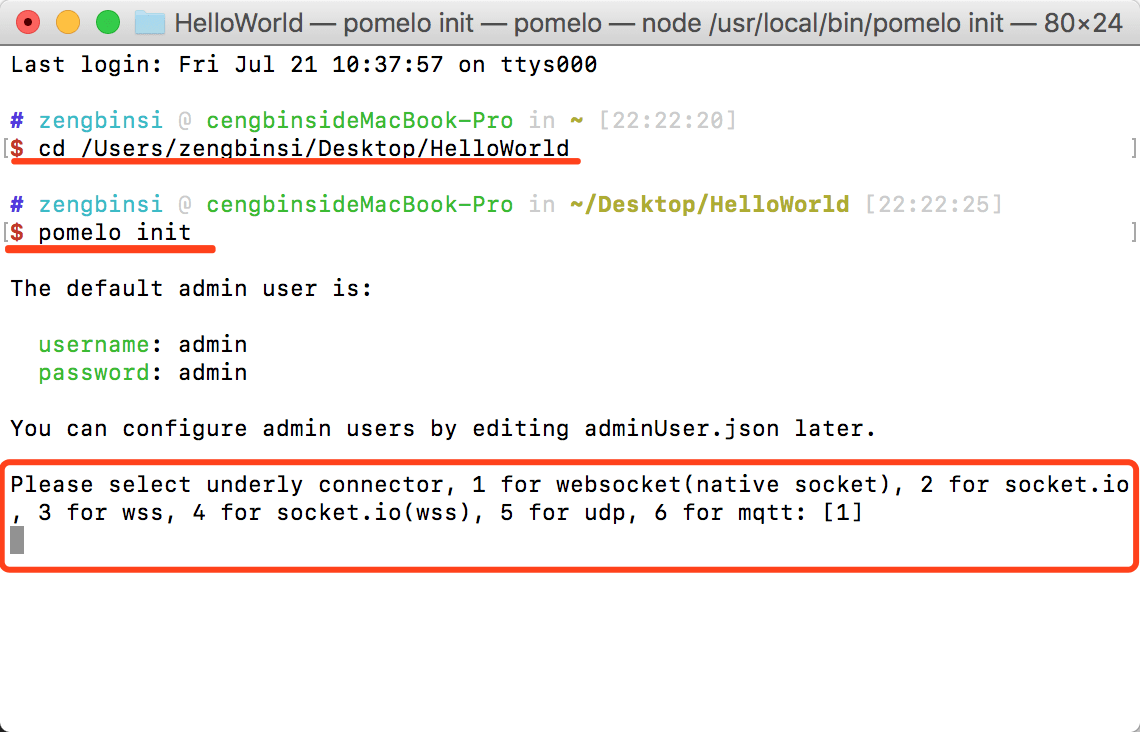 HelloWorld — pomelo init — pomelo — node /usr/local/bin/pomelo init — 80×24
Last login: Fri Jul 21 10:37:57 on ttys000
# zengbinsi @ cengbinsideMacBook-Pro in ~ [22:22:20]
[$ cd /Users/zengbinsi/Desktop/HelloWorld ]
# zengbinsi @ cengbinsideMacBook-Pro in ~/Desktop/HelloWorld [22:22:25]
[$ pomelo init ]
The default admin user is:
username: admin
password: admin
You can configure admin users by editing adminUser.json later.
Please select underly connector, 1 for websocket(native socket), 2 for socket.io
, 3 for wss, 4 for socket.io(wss), 5 for udp, 6 for mqtt: [1]